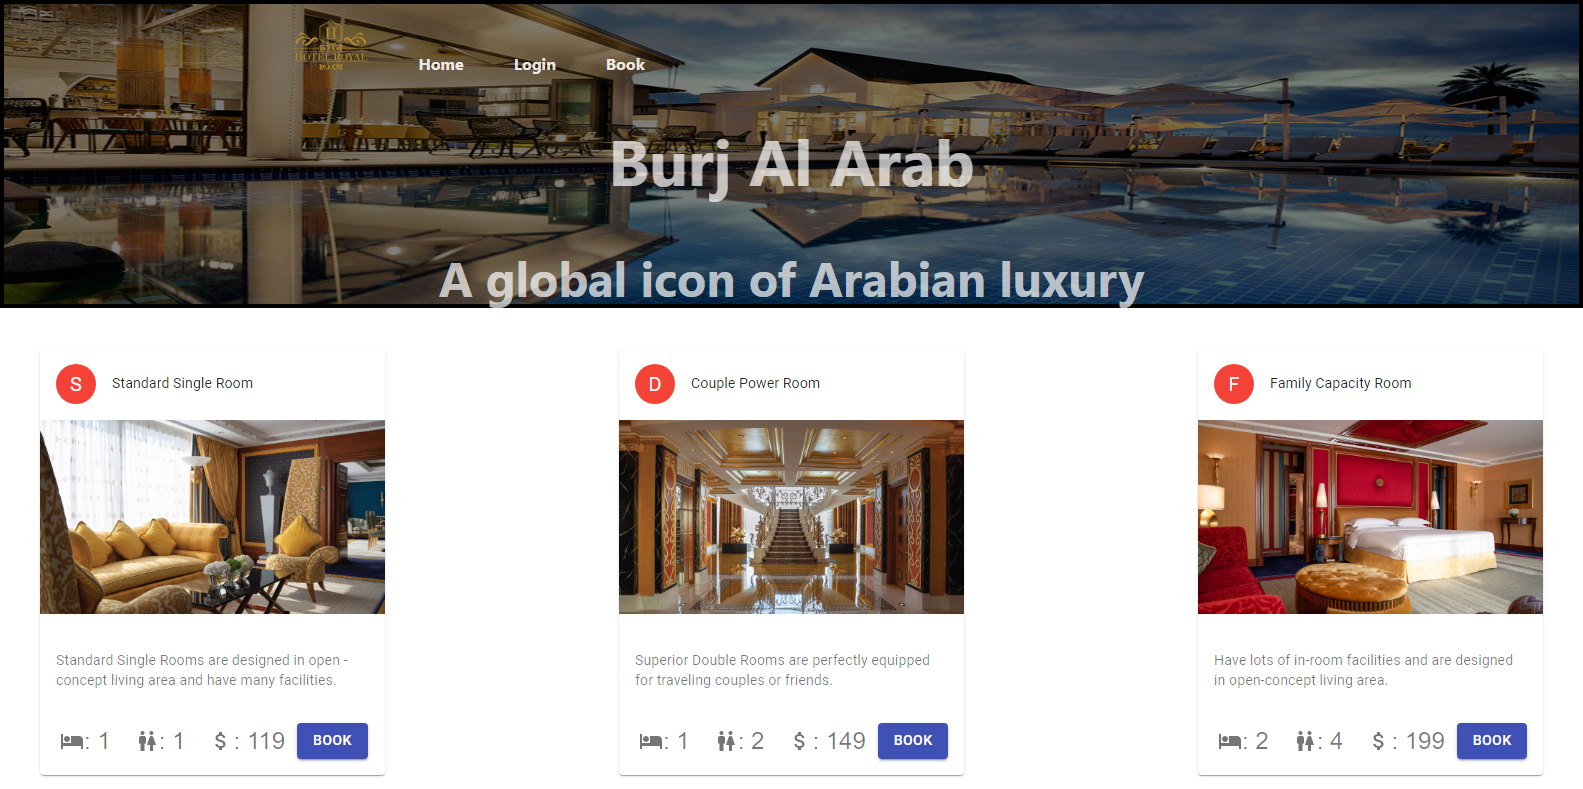 HOTEL ROYAL
Home Login Book
Burj Al Arab
A global icon of Arabian luxury
S Standard Single Room
Standard Single Rooms are designed in open -
concept living area and have many facilities.
: 1 : 1 $ : 119 BOOK
D Couple Power Room
Superior Double Rooms are perfectly equipped
for traveling couples or friends.
: 1 : 2 $ : 149 BOOK
F Family Capacity Room
Have lots of in-room facilities and are designed
in open-concept living area.
: 2 : 4 $ : 199 BOOK